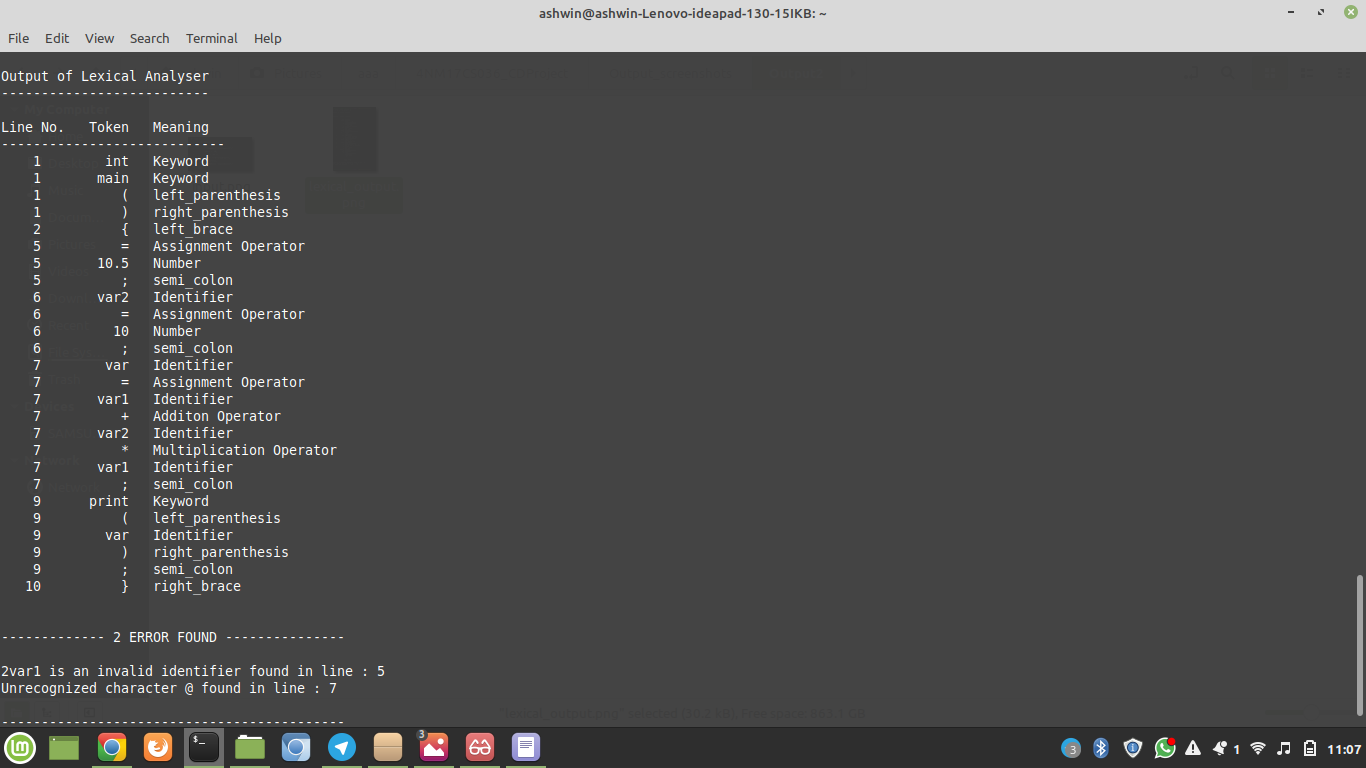 ashwin@ashwin-Lenovo-ideapad-130-15IKB: ~
File Edit View Search Terminal Help
Output of Lexical Analyser
--------------------------
Line No. Token Meaning
----------------------------
1 int Keyword
1 main Keyword
1 ( left_parenthesis
1 ) right_parenthesis
2 { left_brace
5 = Assignment Operator
5 10.5 Number
5 ; semi_colon
6 var2 Identifier
6 = Assignment Operator
6 10 Number
6 ; semi_colon
7 var Identifier
7 = Assignment Operator
7 var1 Identifier
7 + Additon Operator
7 var2 Identifier
7 * Multiplication Operator
7 var1 Identifier
7 ; semi_colon
9 print Keyword
9 ( left_parenthesis
9 var Identifier
9 ) right_parenthesis
9 ; semi_colon
10 } right_brace
------------- 2 ERROR FOUND ---------------
2var1 is an invalid identifier found in line : 5
Unrecognized character @ found in line : 7
-------------------------------------------
$_ 3 3 1 11:07